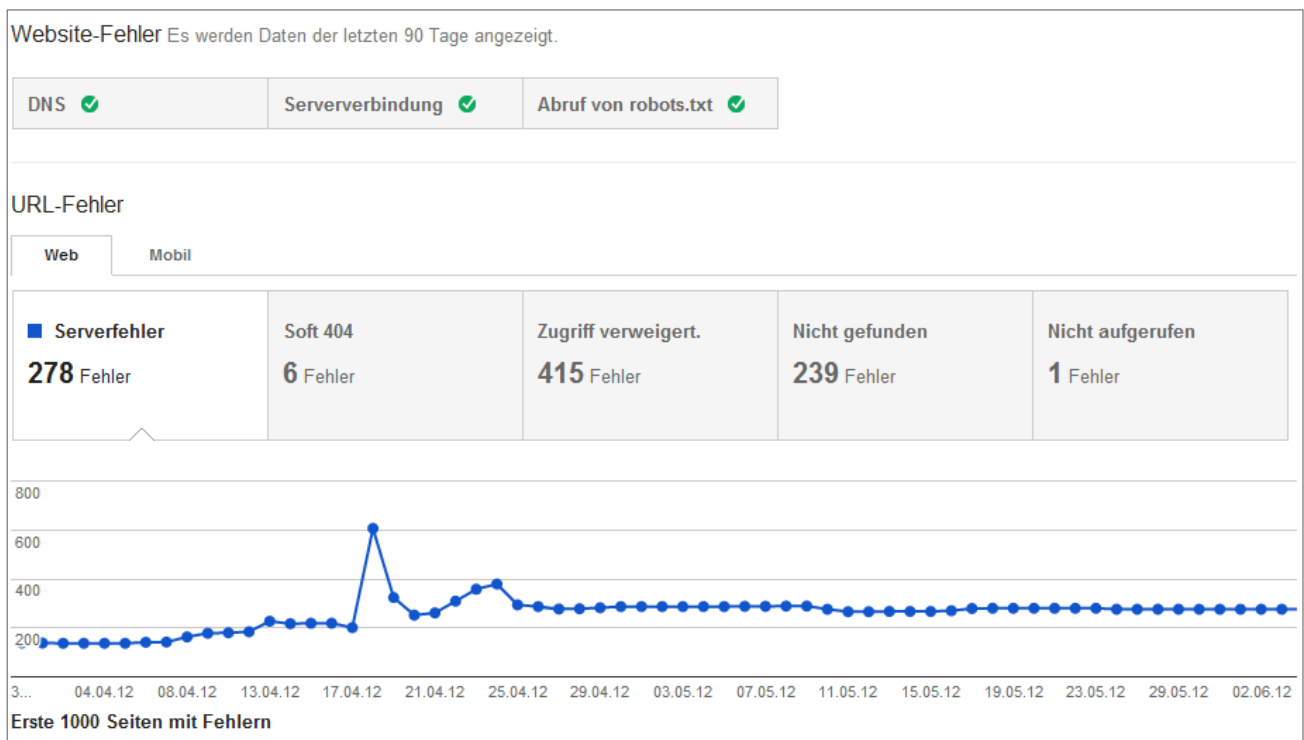 Website-Fehler Es werden Daten der letzten 90 Tage angezeigt.
DNS Serververbindung Abruf von robots.txt
URL-Fehler
Web Mobil
Serverfehler Soft 404 Zugriff verweigert. Nicht gefunden Nicht aufgerufen
278 Fehler 6 Fehler 415 Fehler 239 Fehler 1 Fehler
800
600
400
200
3... 04.04.12 08.04.12 13.04.12 17.04.12 21.04.12 25.04.12 29.04.12 03.05.12 07.05.12 11.05.12 15.05.12 19.05.12 23.05.12 29.05.12 02.06.12
Erste 1000 Seiten mit Fehlern